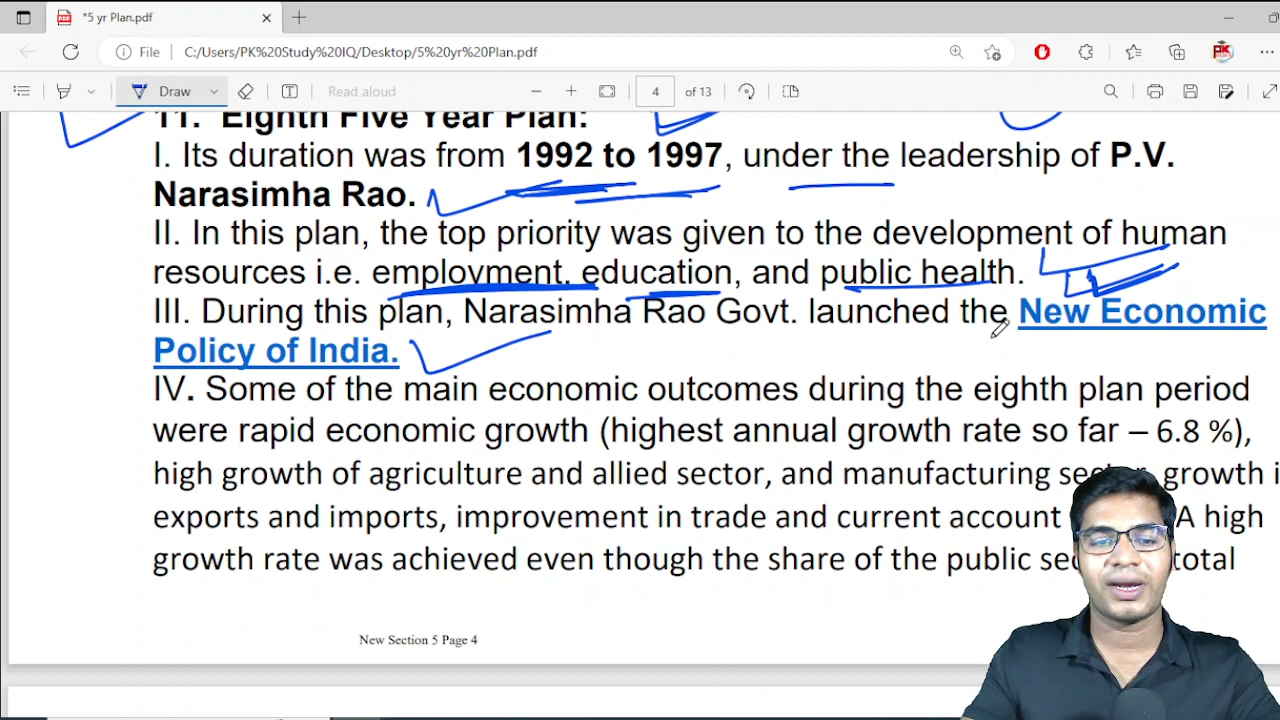 *5 yr Plan.pdf
File C:/Users/PK%20Study%20IQ/Desktop/5%20yr%20Plan.pdf
Draw Read aloud 4 of 13
11. Eighth Five Year Plan:
I. Its duration was from 1992 to 1997, under the leadership of P.V.
Narasimha Rao.
II. In this plan, the top priority was given to the development of human
resources i.e. employment, education, and public health.
III. During this plan, Narasimha Rao Govt. launched the New Economic
Policy of India.
IV. Some of the main economic outcomes during the eighth plan period
were rapid economic growth (highest annual growth rate so far – 6.8 %),
high growth of agriculture and allied sector, and manufacturing growth
exports and imports, improvement in trade and current account A high
growth rate was achieved even though the share of the public total
New Section 5 Page 4